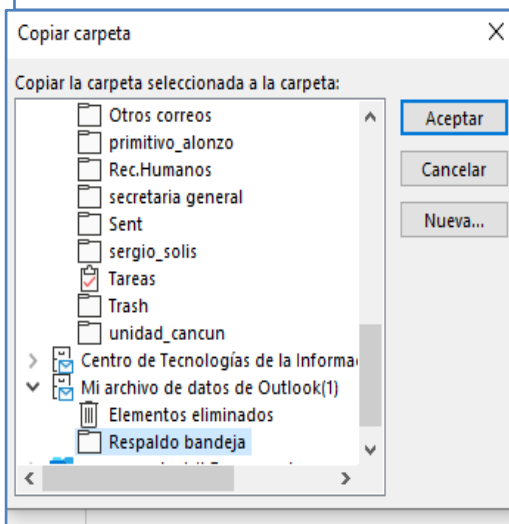 Copiar carpeta
Copiar la carpeta seleccionada a la carpeta:
Otros correos
primitivo_alonzo
Rec.Humanos
secretaria general
Sent
sergio_solis
Tareas
Trash
unidad_cancun
Centro de Tecnologías de la Informa
Mi archivo de datos de Outlook(1)
Elementos eliminados
Respaldo bandeja
Aceptar
Cancelar
Nueva...